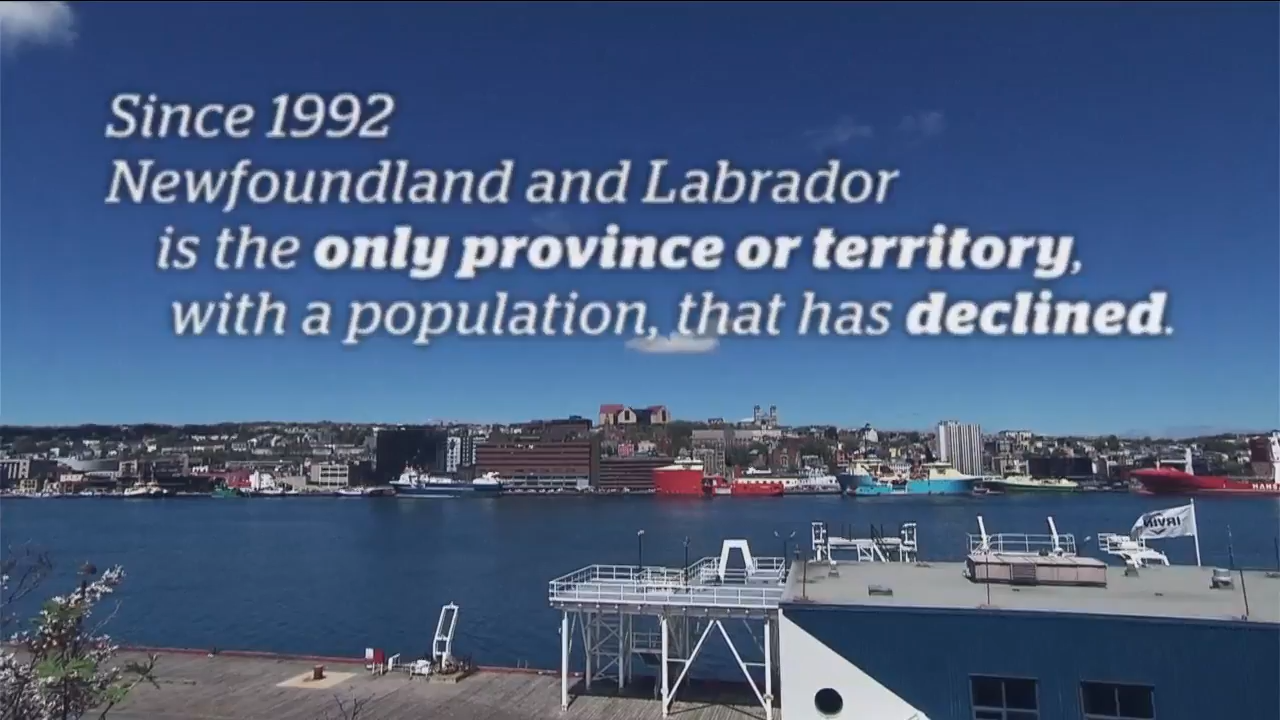 Since 1992
Newfoundland and Labrador
is the only province or territory,
with a population, that has declined.